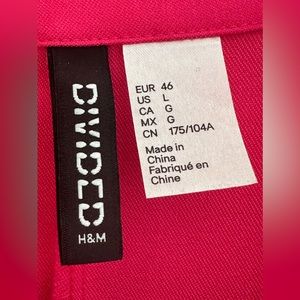 DIVIDED
H&M
EUR 46
US L
CA G
MX G
CN 175/104A
Made in
China
Fabriqué en
Chine